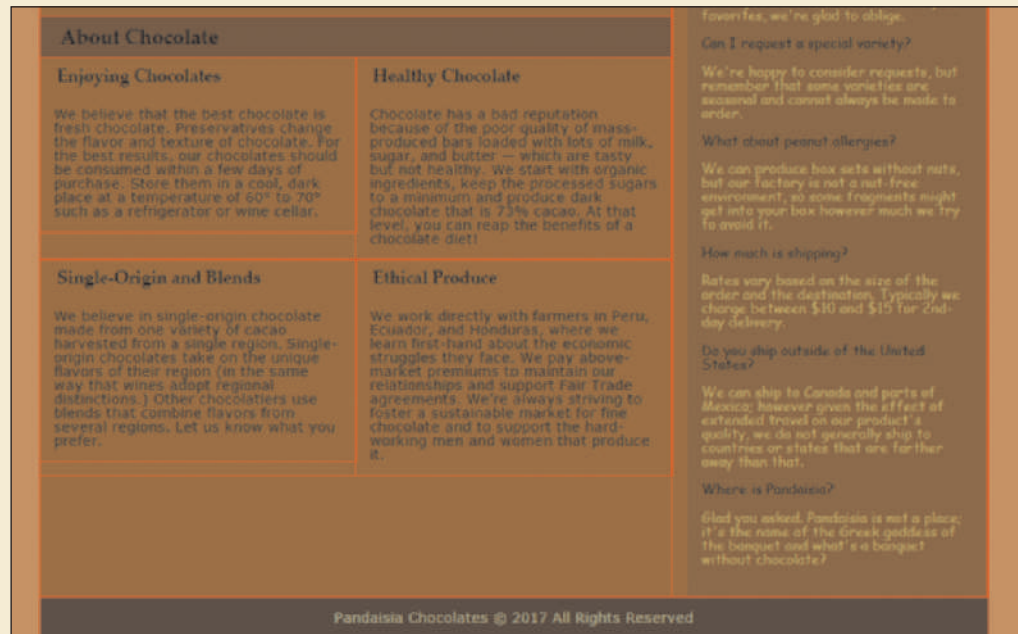 About Chocolate
Enjoying Chocolates
We believe that the best chocolate is
fresh chocolate. Preservatives change
the flavor and texture of chocolate. For
the best results, our chocolates should
be consumed within a few days of
purchase. Store them in a cool, dark
place at a temperature of 60° to 70°
such as a refrigerator or wine cellar.
Healthy Chocolate
Chocolate has a bad reputation
because of the poor quality of mass-
produced bars loaded with lots of milk,
sugar, and butter — which are tasty
but not healthy. We start with organic
ingredients, keep the processed sugars
to a minimum and produce dark
chocolate that is 73% cacao. At that
level, you can reap the benefits of a
chocolate diet!
Single-Origin and Blends
We believe in single-origin chocolate
made from one variety of cacao
harvested from a single region. Single-
origin chocolates take on the unique
flavors of their region (in the same
way that wines adopt regional
distinctions.) Other chocolatiers use
blends that combine flavors from
several regions. Let us know what you
prefer.
Ethical Produce
We work directly with farmers in Peru,
Ecuador, and Honduras, where we
learn first-hand about the economic
struggles they face. We pay above-
market premiums to maintain our
relationships and support Fair Trade
agreements. We're always striving to
foster a sustainable market for fine
chocolate and to support the hard-
working men and women that produce
it.
favorites, we're glad to oblige.
Can I request a special variety?
We're happy to consider requests, but
remember that some varieties are
seasonal and cannot always be made to
order.
What about peanut allergies?
We can produce box sets without nuts,
but our factory is not a nut-free
environment, so some fragments might
get into your box however much we try
to avoid it.
How much is shipping?
Rates vary based on the size of the
order and the destination. Typically we
charge between $10 and $15 for 2nd-
day delivery.
Do you ship outside of the United
States?
We can ship to Canada and parts of
Mexico; however given the effect of
extended travel on our product's
quality, we do not generally ship to
countries or states that are farther
away than that.
Where is Pandaisia?
Glad you asked. Pandaisia is not a place;
it's the name of the Greek goddess of
the banquet and what's a banquet
without chocolate?
Pandaisia Chocolates © 2017 All Rights Reserved